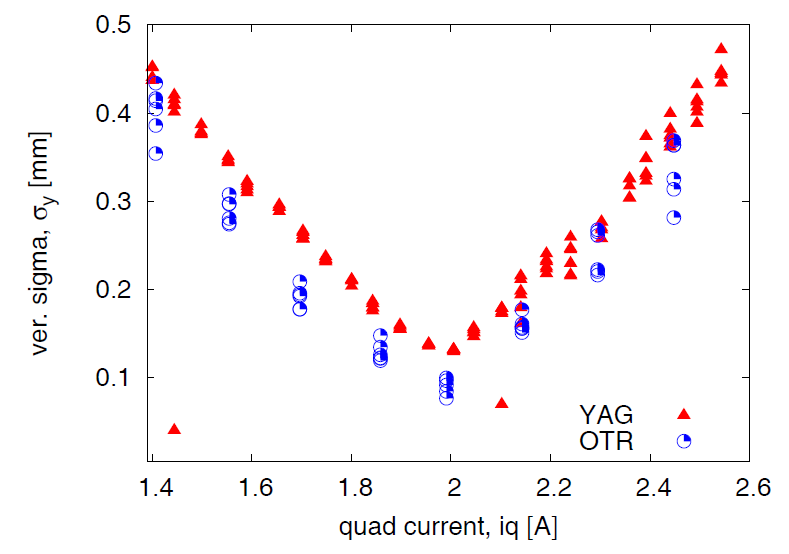 0.5
0.4
0.3
0.2
0.1
ver. sigma, σy [mm]
YAG
OTR
1.4 1.6 1.8 2 2.2 2.4 2.6
quad current, iq [A]